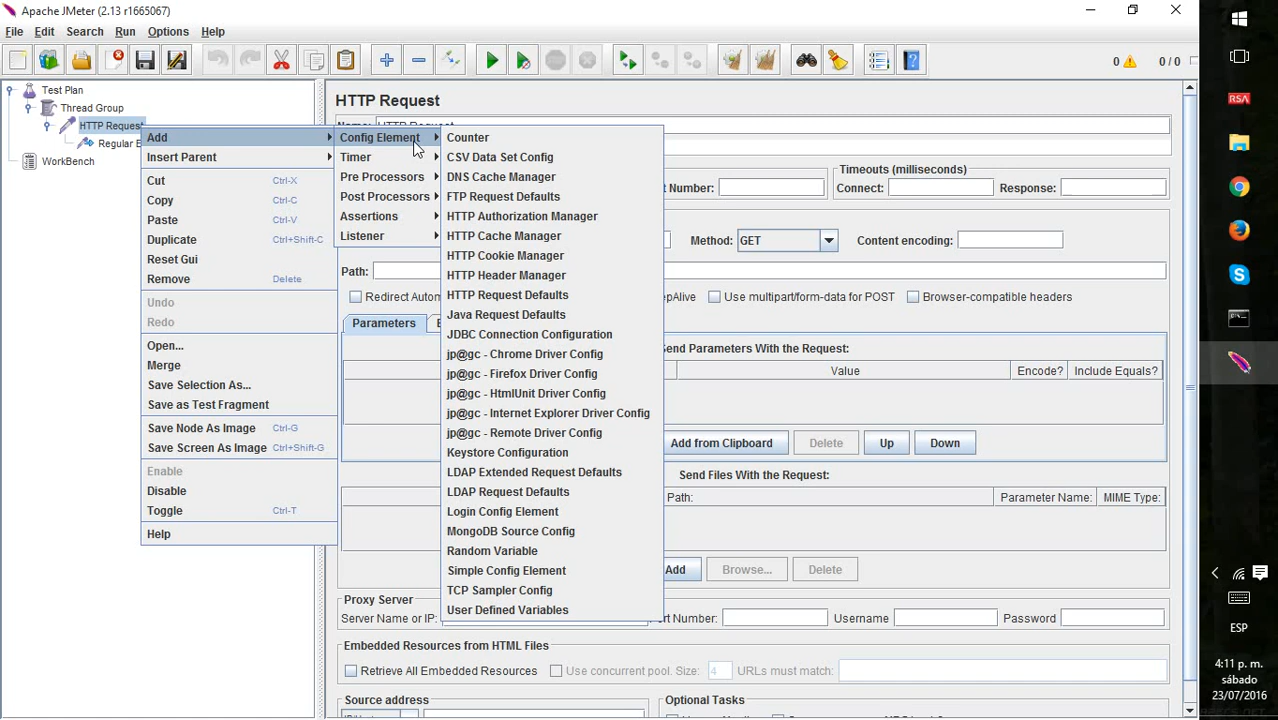 Apache JMeter (2.13 r1665067)
File Edit Search Run Options Help
0 0 / 0
Test Plan
Thread Group
HTTP Request
Regular E
WorkBench
Add
Insert Parent
Cut Ctrl-X
Copy Ctrl-C
Paste Ctrl-V
Duplicate Ctrl+Shift-C
Reset Gui
Remove Delete
Undo
Redo
Open...
Merge
Save Selection As...
Save as Test Fragment
Save Node As Image Ctrl-G
Save Screen As Image Ctrl+Shift-G
Enable
Disable
Toggle Ctrl-T
Help
Config Element
Timer
Pre Processors
Post Processors
Assertions
Listener
Counter
CSV Data Set Config
DNS Cache Manager
FTP Request Defaults
HTTP Authorization Manager
HTTP Cache Manager
HTTP Cookie Manager
HTTP Header Manager
HTTP Request Defaults
Java Request Defaults
JDBC Connection Configuration
jp@gc - Chrome Driver Config
jp@gc - Firefox Driver Config
jp@gc - HtmlUnit Driver Config
jp@gc - Internet Explorer Driver Config
jp@gc - Remote Driver Config
Keystore Configuration
LDAP Extended Request Defaults
LDAP Request Defaults
Login Config Element
MongoDB Source Config
Random Variable
Simple Config Element
TCP Sampler Config
User Defined Variables
HTTP Request
Name: HTTP Request
Timeouts (milliseconds)
Number: Connect: Response:
Method: GET Content encoding:
Path:
Redirect Autom epAlive Use multipart/form-data for POST Browser-compatible headers
Parameters
Send Parameters With the Request:
Value Encode? Include Equals?
Add from Clipboard Delete Up Down
Send Files With the Request:
Path: Parameter Name: MIME Type:
Add Browse... Delete
Proxy Server
Server Name or IP: Port Number: Username Password
Embedded Resources from HTML Files
Retrieve All Embedded Resources Use concurrent pool. Size: 4 URLs must match:
Source address Optional Tasks
RSA
ESP
4:11 p. m.
sábado
23/07/2016